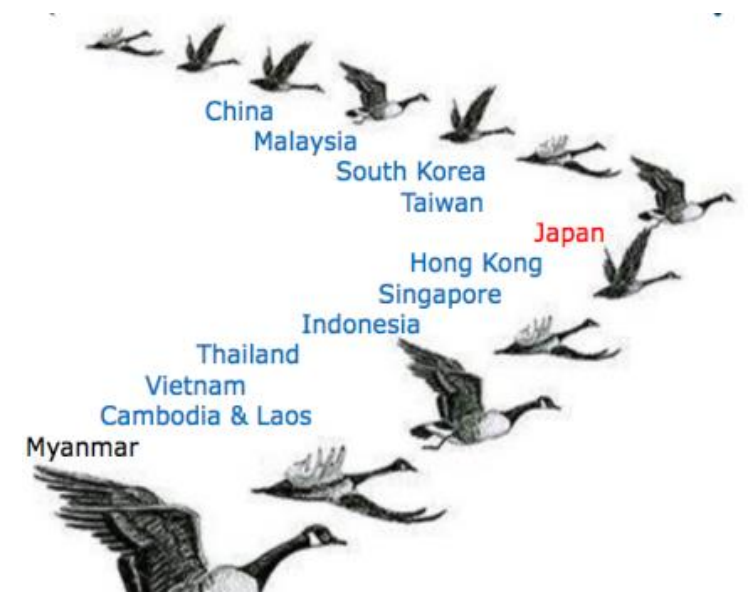 China
Malaysia
South Korea
Taiwan
Japan
Hong Kong
Singapore
Indonesia
Thailand
Vietnam
Cambodia & Laos
Myanmar